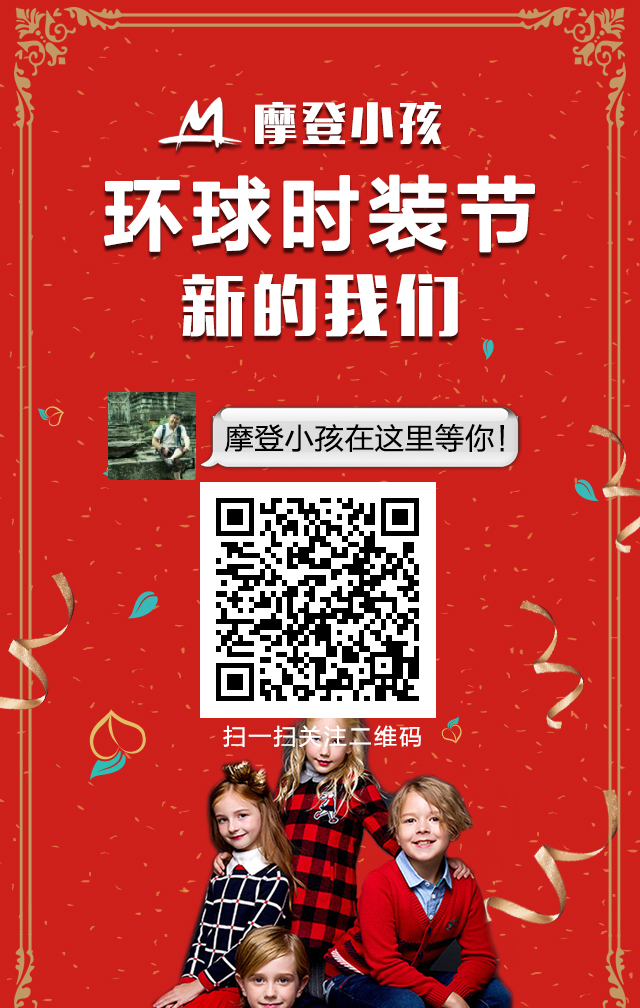 摩登小孩
环球时装节
新的我们
摩登小孩在这里等你!
扫一扫关注二维码